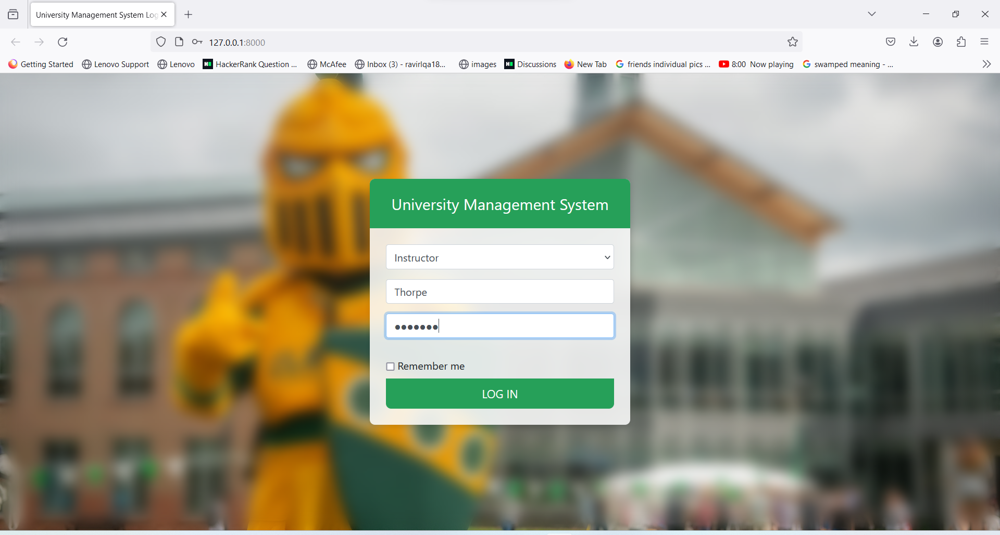 University Management System Log
127.0.0.1:8000
Getting Started
Lenovo Support
Lenovo
HackerRank Question ...
McAfee
Inbox (3) - ravirlqa18...
images
Discussions
New Tab
friends individual pics ...
8:00 Now playing
swamped meaning - ...
University Management System
Instructor
Thorpe
•••••••
Remember me
LOG IN